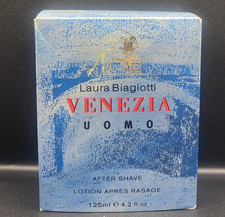 Laura Biagiotti
VENEZIA
UOMO
AFTER SHAVE
LOTION APRES RASAGE
125ml e 4.2 fl oz